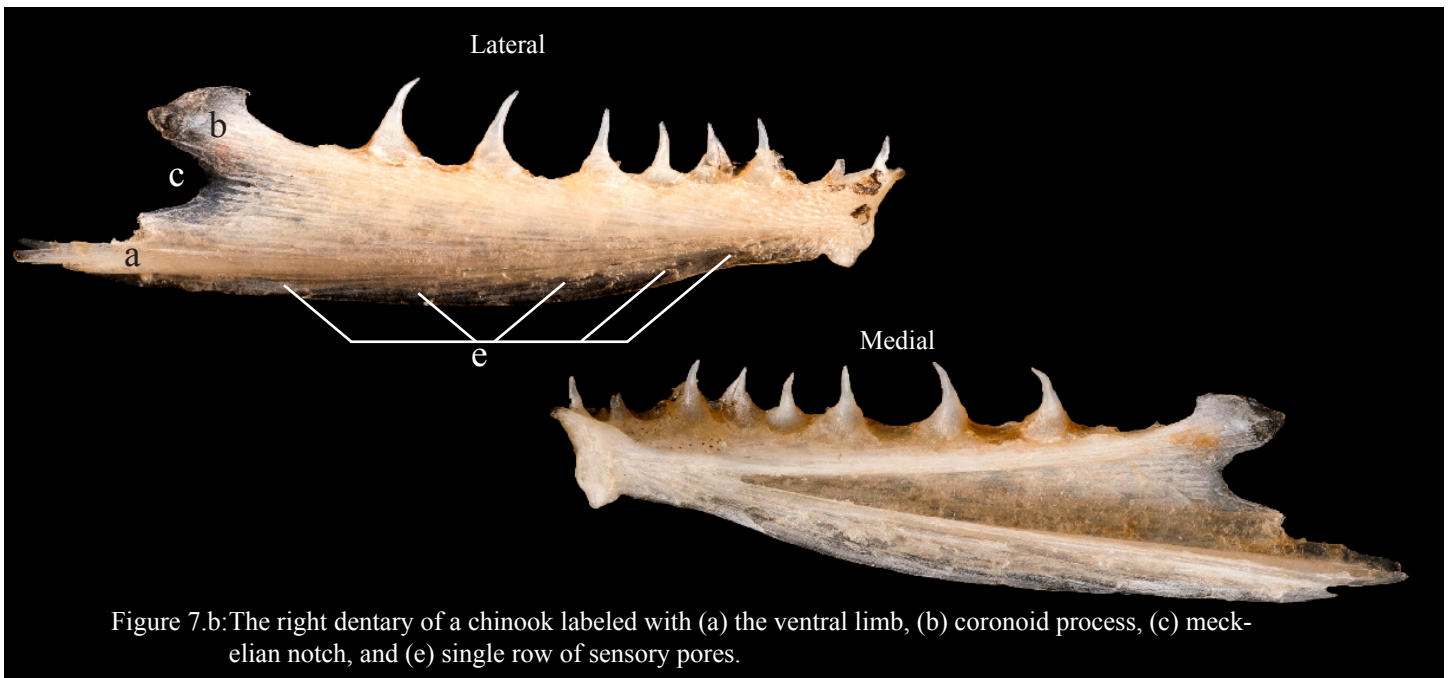 Lateral
b
c
a
e
Medial
Figure 7.b:The right dentary of a chinook labeled with (a) the ventral limb, (b) coronoid process, (c) meck-
elian notch, and (e) single row of sensory pores.